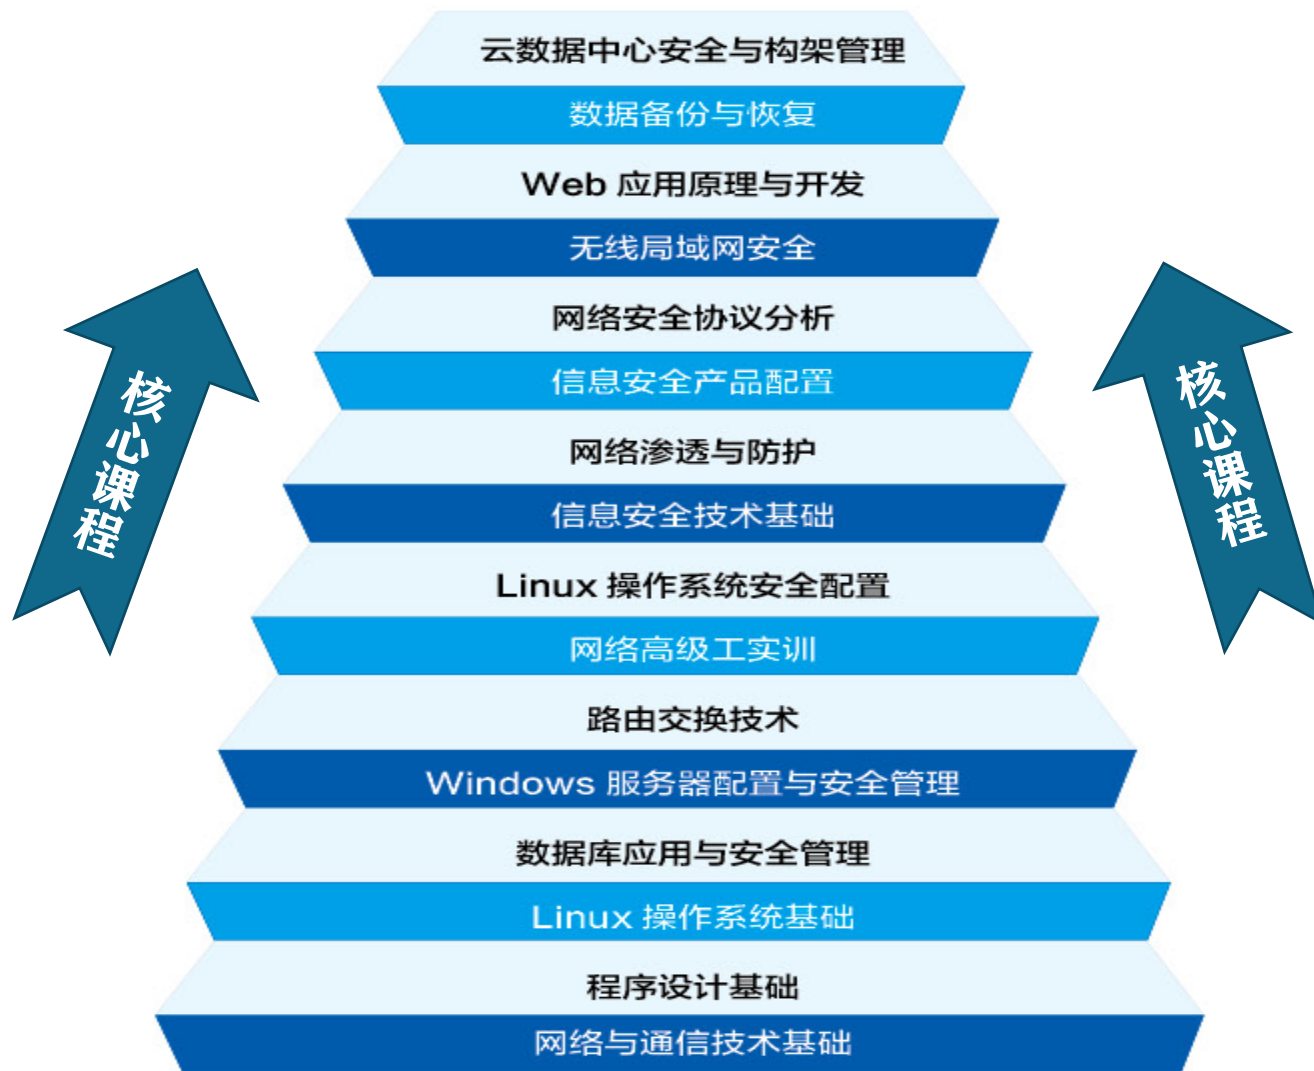 云数据中心安全与构架管理
数据备份与恢复
Web 应用原理与开发
无线局域网安全
网络安全协议分析
信息安全产品配置
网络渗透与防护
信息安全技术基础
Linux 操作系统安全配置
网络高级工实训
路由交换技术
Windows 服务器配置与安全管理
数据库应用与安全管理
Linux 操作系统基础
程序设计基础
网络与通信技术基础
核心课程
核心课程